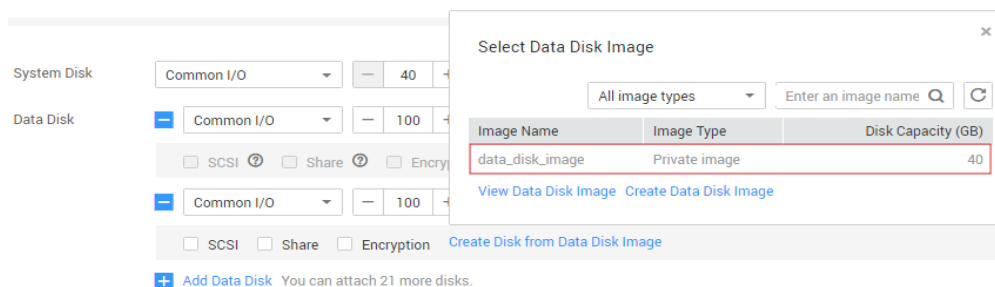 Select Data Disk Image
System Disk Common I/O 40
All image types Enter an image name
Data Disk Common I/O 100
Image Name Image Type Disk Capacity (GB)
SCSI Share
data_disk_image Private image 40
View Data Disk Image Create Data Disk Image
Common I/O 100
SCSI Share Encryption Create Disk from Data Disk Image
Add Data Disk You can attach 21 more disks.